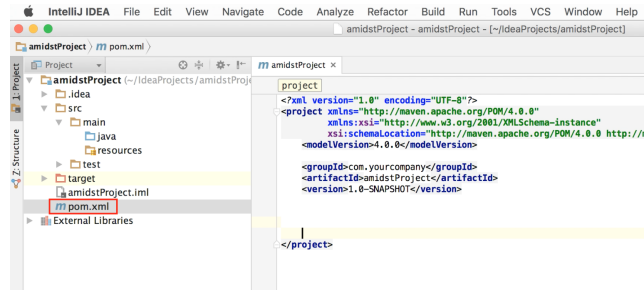 IntelliJ IDEA File Edit View Navigate Code Analyze Refactor Build Run Tools VCS Window Help
amidstProject - amidstProject - [~/IdeaProjects/amidstProject]
amidstProject m pom.xml
1: Project
Z: Structure
Project
amidstProject (~/IdeaProjects/amidstProje
.idea
src
main
java
resources
test
target
amidstProject.iml
m pom.xml
External Libraries
m amidstProject ×
project
<?xml version="1.0" encoding="UTF-8"?>
<project xmlns="http://maven.apache.org/POM/4.0.0"
xmlns:xsi="http://www.w3.org/2001/XMLSchema-instance"
xsi:schemaLocation="http://maven.apache.org/POM/4.0.0 http://
<modelVersion>4.0.0</modelVersion>
<groupId>com.yourcompany</groupId>
<artifactId>amidstProject</artifactId>
<version>1.0-SNAPSHOT</version>
</project>